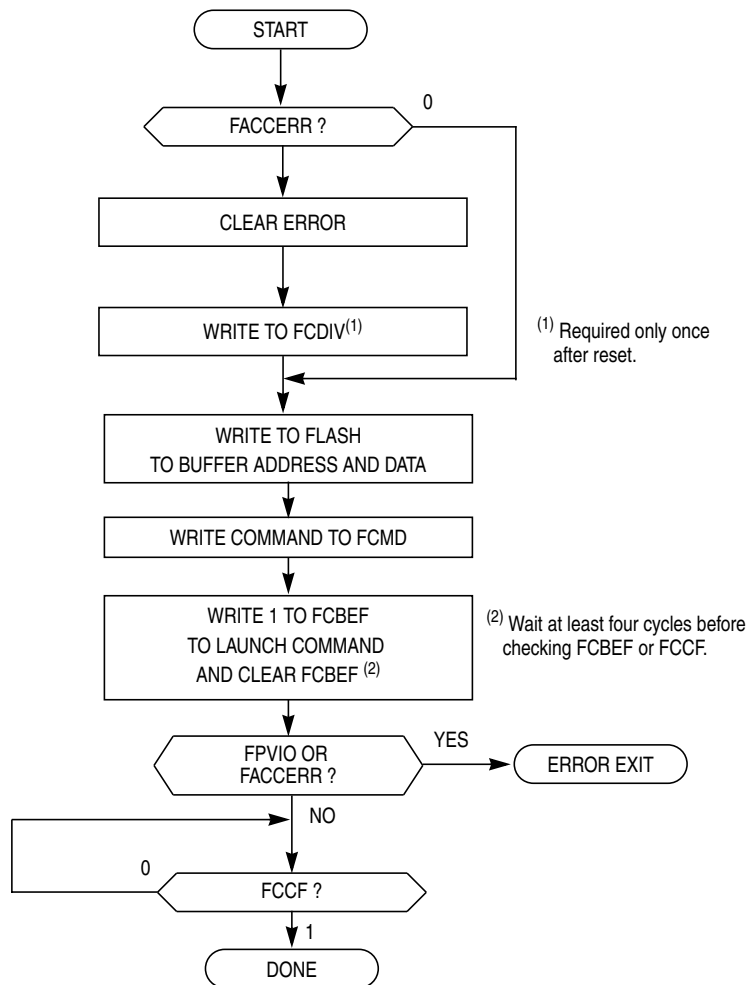 START
0
FACCERR ?
CLEAR ERROR
WRITE TO FCDIV(1)
(1) Required only once
after reset.
WRITE TO FLASH
TO BUFFER ADDRESS AND DATA
WRITE COMMAND TO FCMD
WRITE 1 TO FCBEF
TO LAUNCH COMMAND
AND CLEAR FCBEF (2)
(2) Wait at least four cycles before
checking FCBEF or FCCF.
FPVIO OR
FACCERR ?
YES
ERROR EXIT
NO
0
FCCF ?
1
DONE